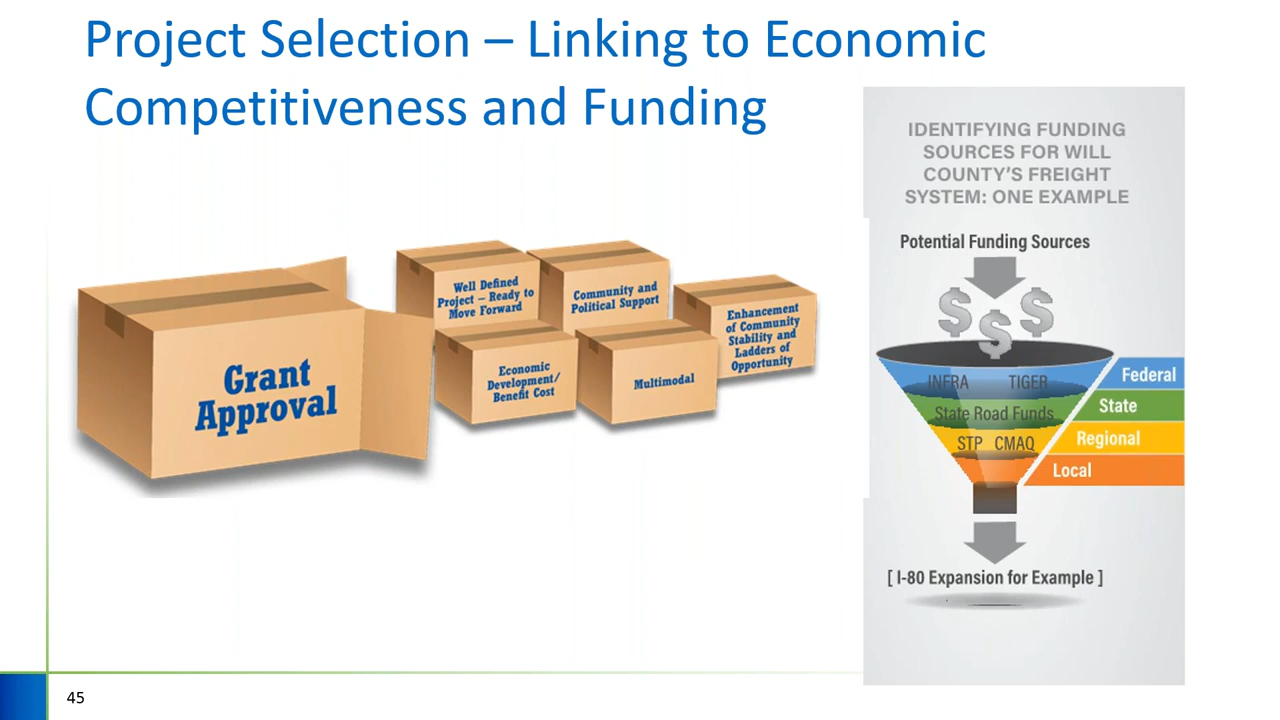 Project Selection – Linking to Economic
Competitiveness and Funding
Grant
Approval
Well Defined
Project – Ready to
Move Forward
Community and
Political Support
Enhancement
of Community
Stability and
Ladders of
Opportunity
Economic
Development/
Benefit Cost
Multimodal
IDENTIFYING FUNDING
SOURCES FOR WILL
COUNTY'S FREIGHT
SYSTEM: ONE EXAMPLE
Potential Funding Sources
$ $ $
INFRA TIGER
Federal
State Road Funds
State
STP CMAQ
Regional
Local
[ I-80 Expansion for Example ]
45